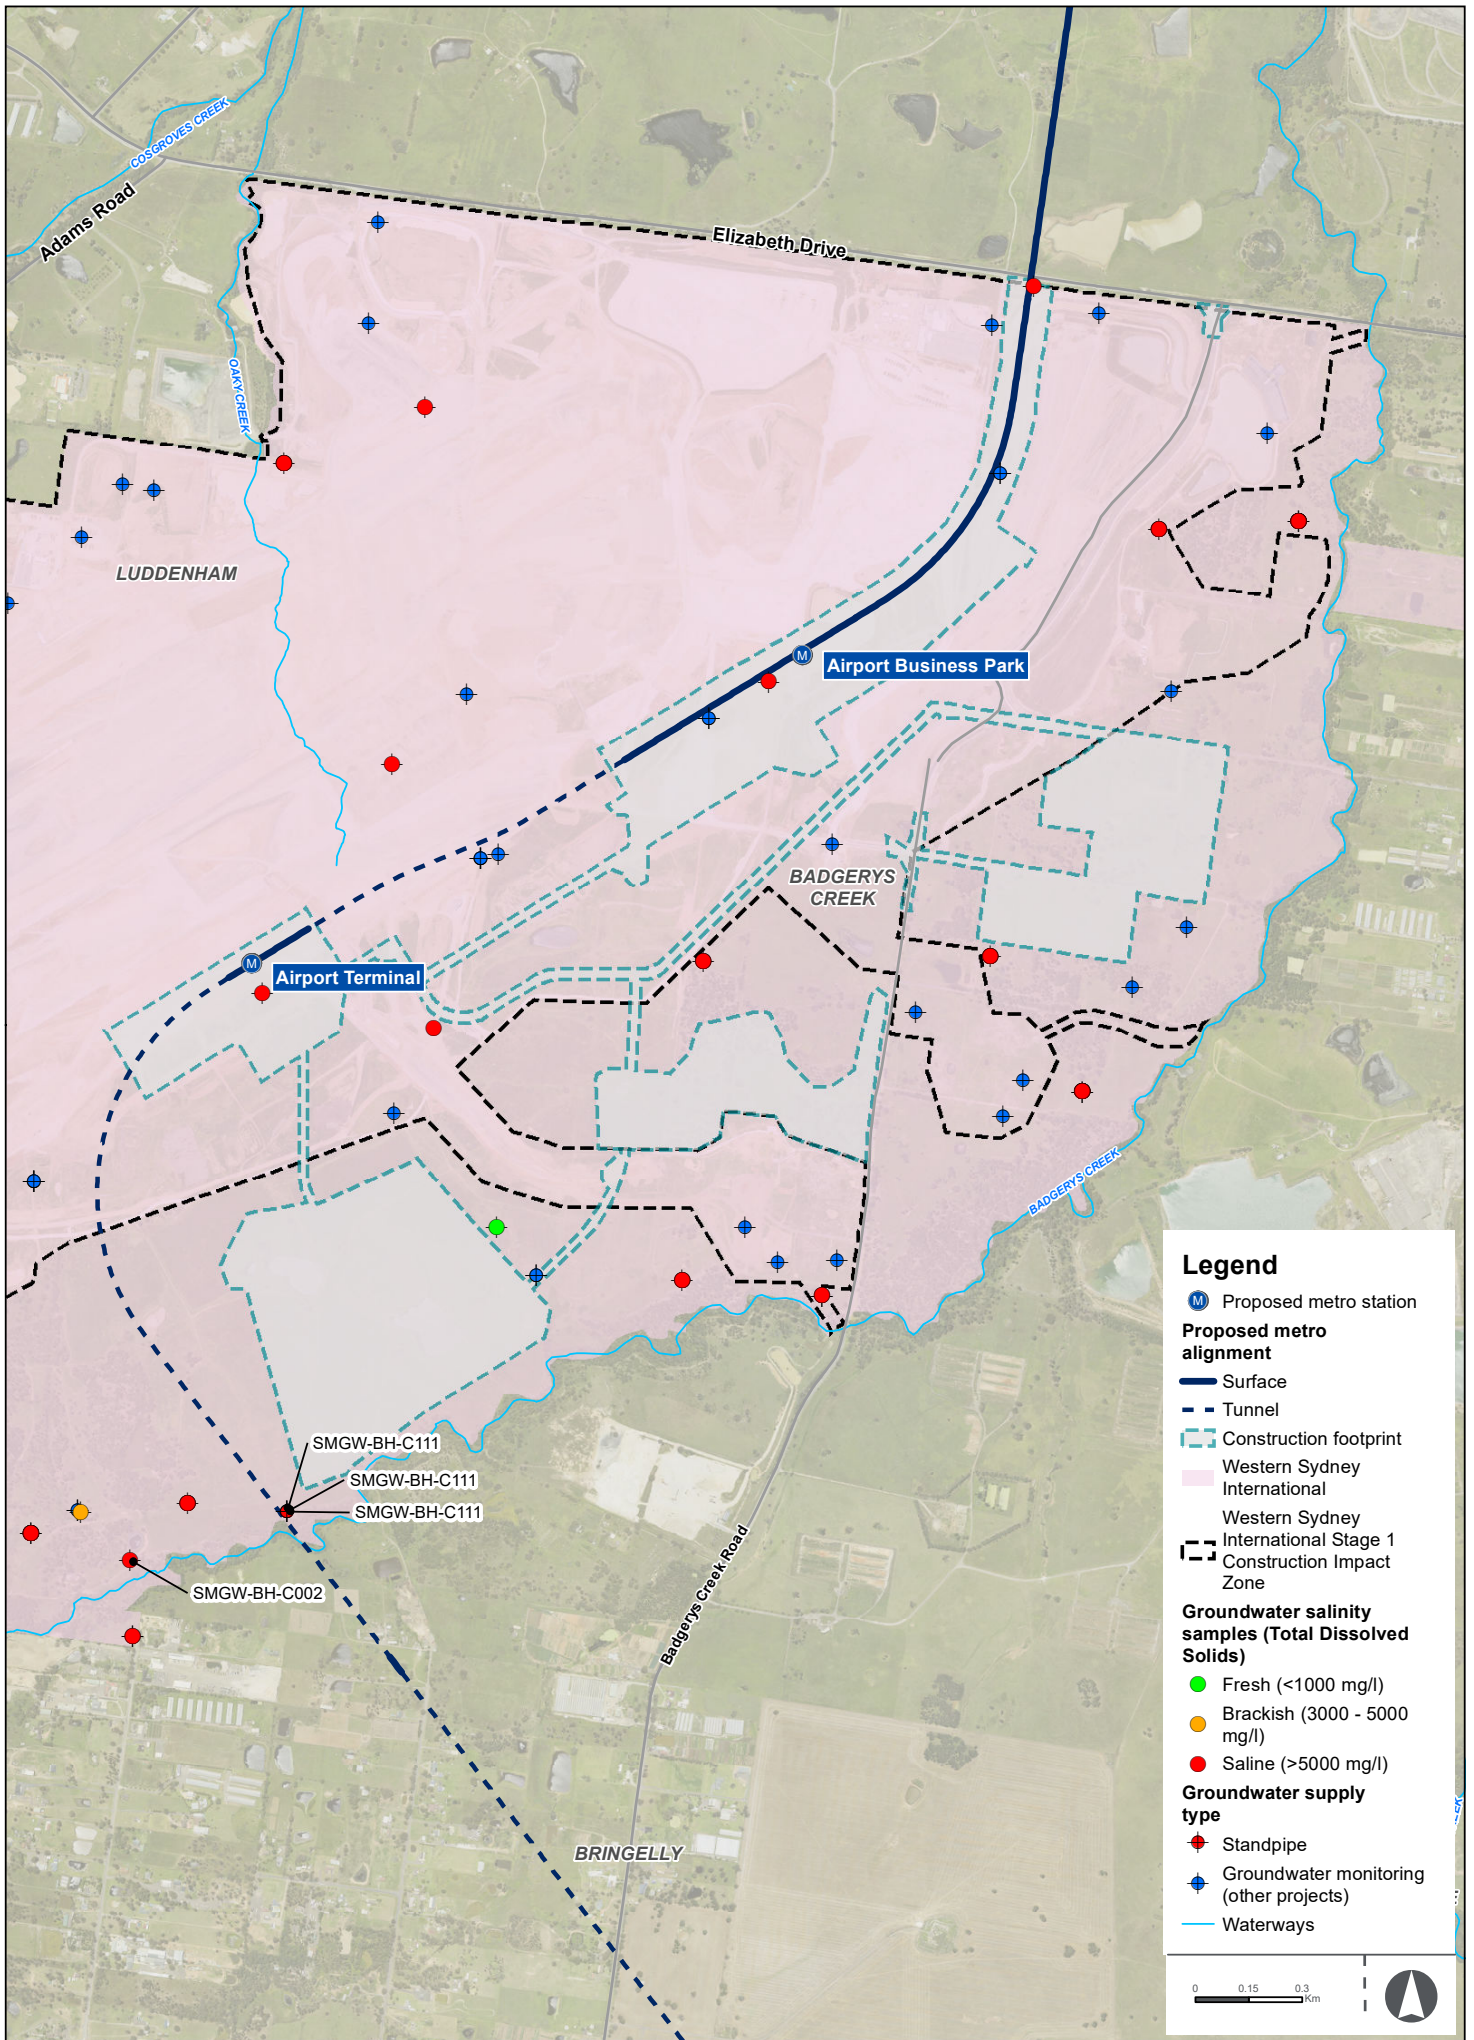 COSGROVES CREEK
Adams Road
Elizabeth Drive
OAKY CREEK
LUDDENHAM
M
Airport Business Park
BADGERYS
CREEK
M
Airport Terminal
BADGERYS CREEK
SMGW-BH-C111
SMGW-BH-C111
SMGW-BH-C111
SMGW-BH-C002
Badgerys Creek Road
BRINGELLY
Legend
M Proposed metro station
Proposed metro
alignment
Surface
Tunnel
Construction footprint
Western Sydney
International
Western Sydney
International Stage 1
Construction Impact
Zone
Groundwater salinity
samples (Total Dissolved
Solids)
Fresh (<1000 mg/l)
Brackish (3000 - 5000
mg/l)
Saline (>5000 mg/l)
Groundwater supply
type
Standpipe
Groundwater monitoring
(other projects)
Waterways
0 0.15 0.3
Km